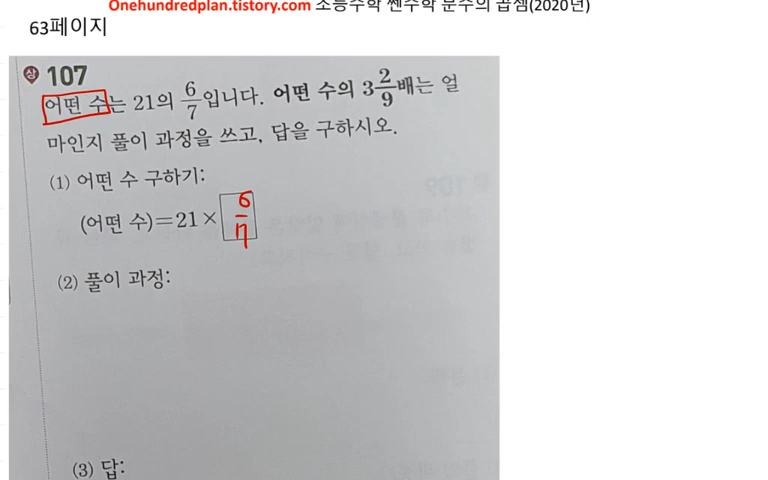 Onehundredplan.tistory.com 초등수학 쎈수학 분수의 곱셈(2020년)
63페이지
상 107
어떤 수는 21의 6/7입니다. 어떤 수의 3 2/9배는 얼
마인지 풀이 과정을 쓰고, 답을 구하시오.
(1) 어떤 수 구하기:
(어떤 수)=21× 6/7
(2) 풀이 과정:
(3) 답: